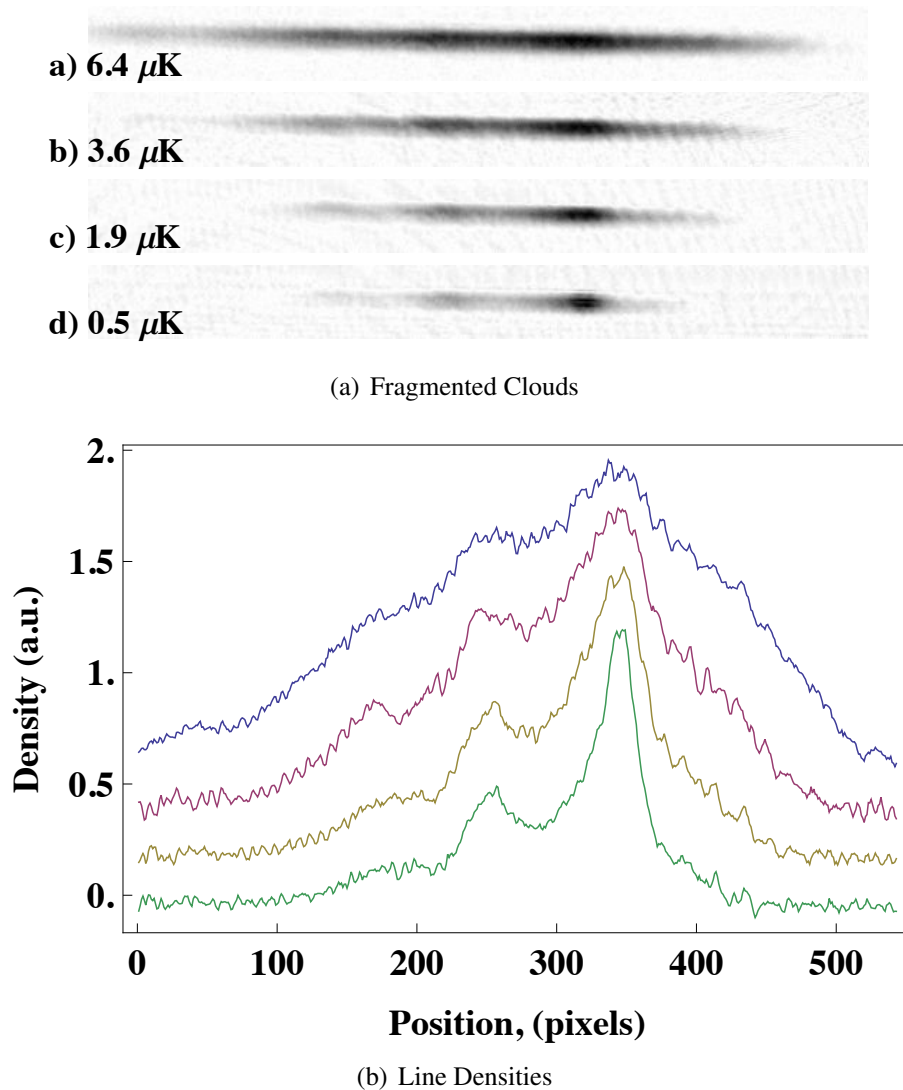 a) 6.4 μK
b) 3.6 μK
c) 1.9 μK
d) 0.5 μK
(a) Fragmented Clouds
2.
1.5
1.
0.5
0.
Density (a.u.)
0 100 200 300 400 500
Position, (pixels)
(b) Line Densities